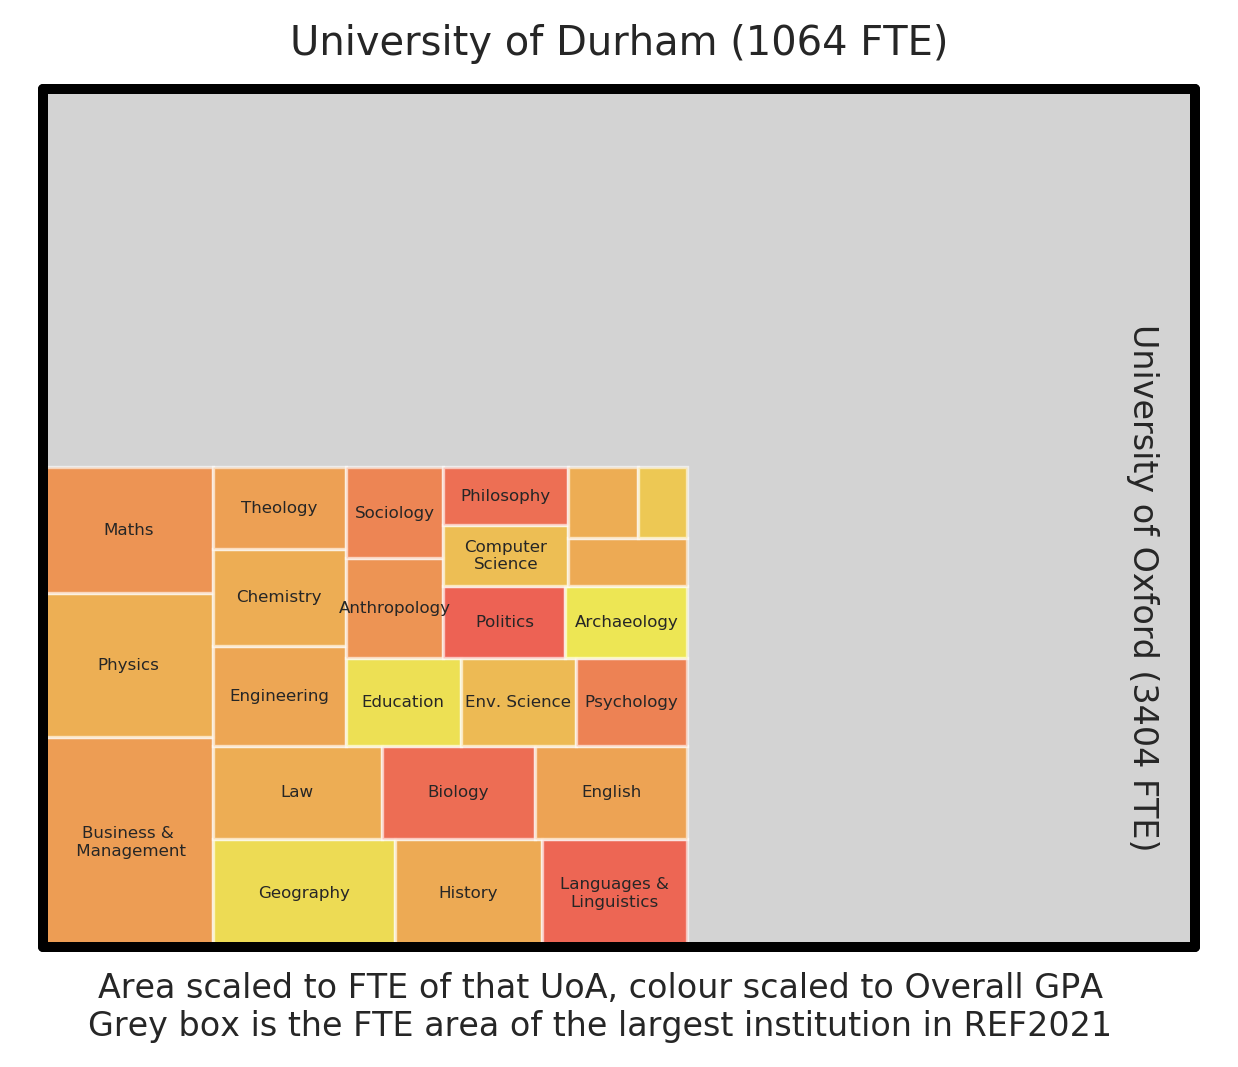 University of Durham (1064 FTE)
University of Oxford (3404 FTE)
Maths
Theology
Sociology
Philosophy
Computer
Science
Chemistry
Anthropology
Politics
Archaeology
Physics
Engineering
Education
Env. Science
Psychology
Law
Biology
English
Business &
Management
Geography
History
Languages &
Linguistics
Area scaled to FTE of that UoA, colour scaled to Overall GPA
Grey box is the FTE area of the largest institution in REF2021